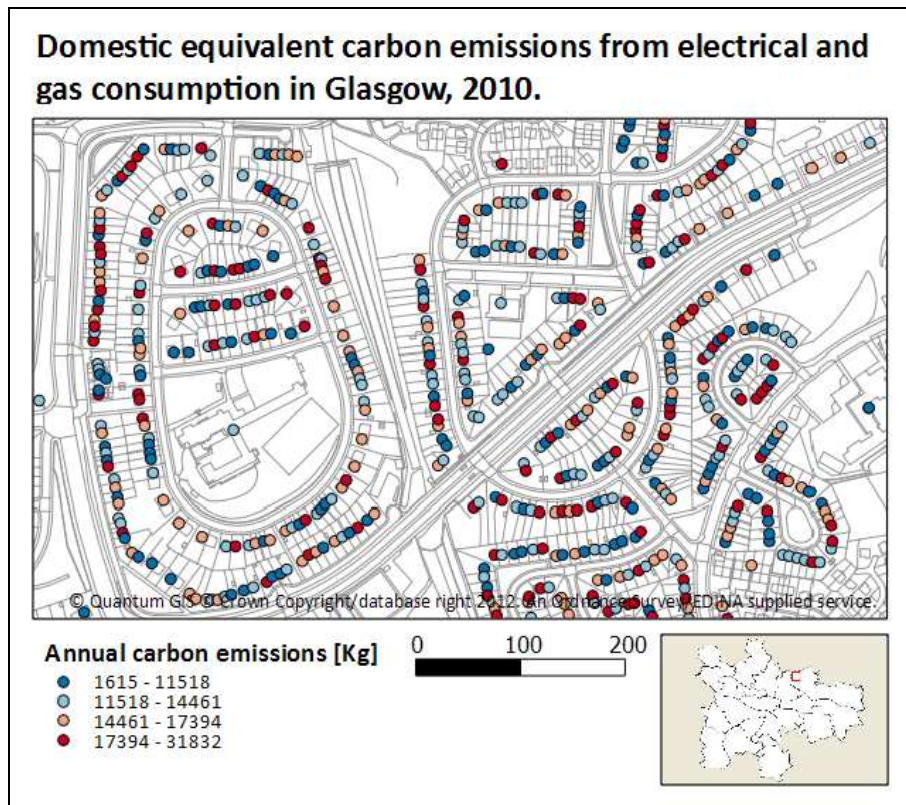 Domestic equivalent carbon emissions from electrical and
gas consumption in Glasgow, 2010.
© Quantum GIS © Crown Copyright/database right 2012. An Ordnance Survey/EDINA supplied service.
Annual carbon emissions [Kg]
1615 - 11518
11518 - 14461
14461 - 17394
17394 - 31832
0 100 200